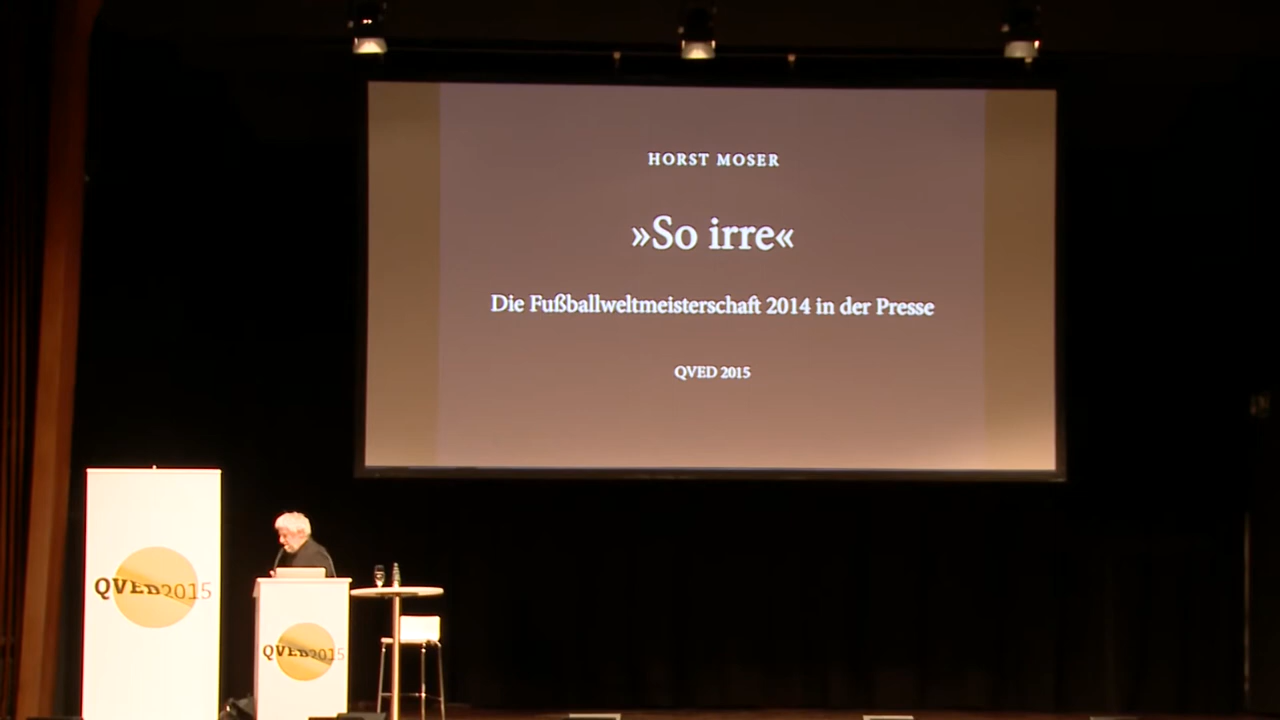 HORST MOSER
»So irre«
Die Fußballweltmeisterschaft 2014 in der Presse
QVED 2015
QVED2015
QVED2015